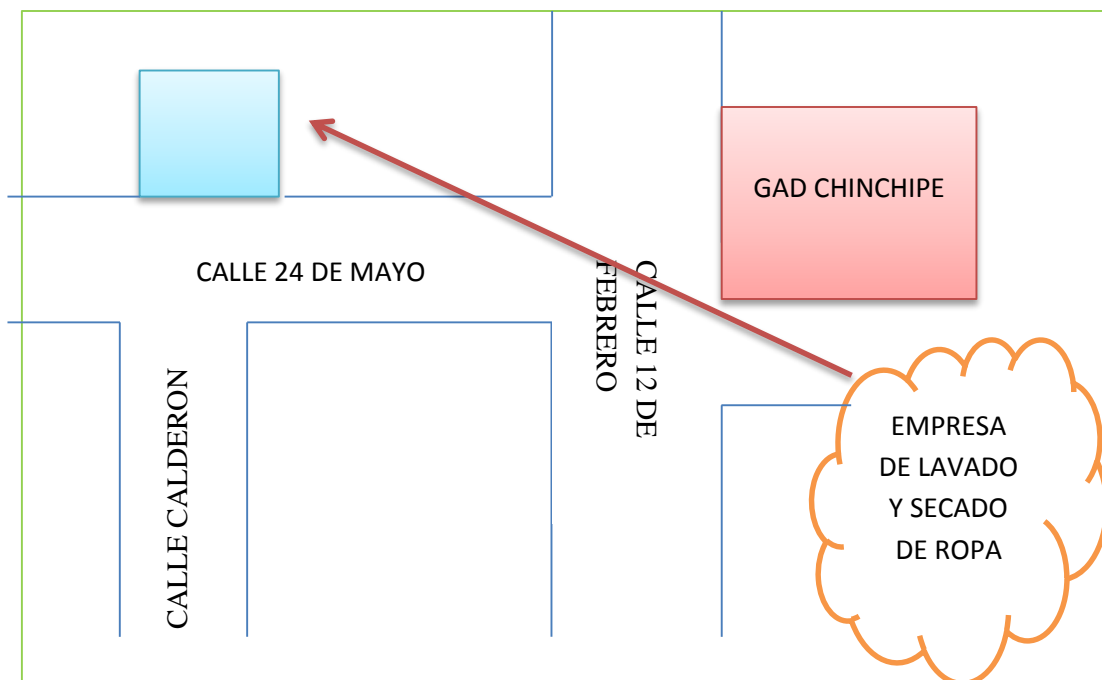 GAD CHINCHIPE
CALLE 24 DE MAYO
CALLE 12 DE
FEBRERO
CALLE CALDERON
EMPRESA
DE LAVADO
Y SECADO
DE ROPA